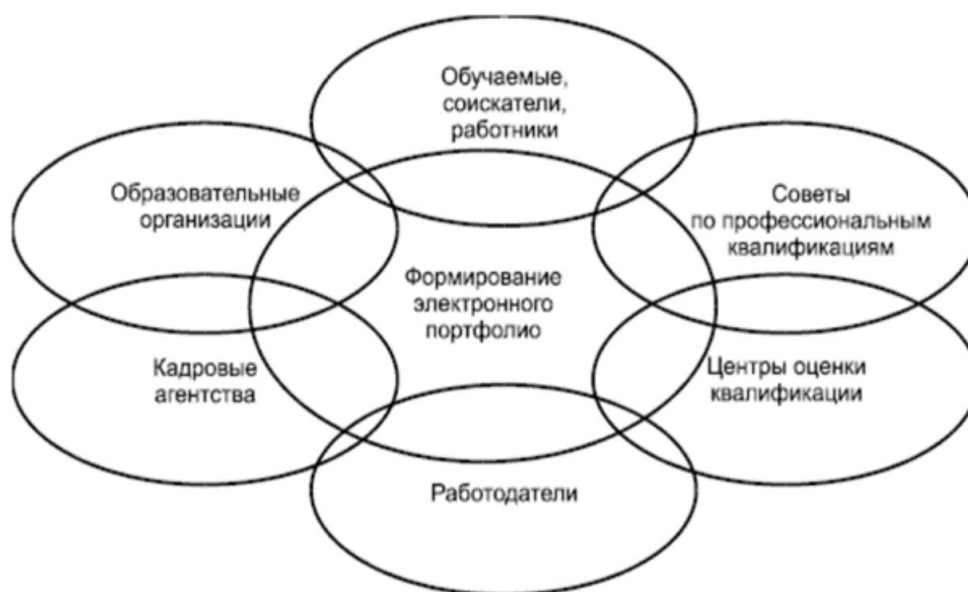 Обучаемые,
соискатели,
работники
Образовательные
организации
Советы
по профессиональным
квалификациям
Формирование
электронного
портфолио
Кадровые
агентства
Центры оценки
квалификации
Работодатели